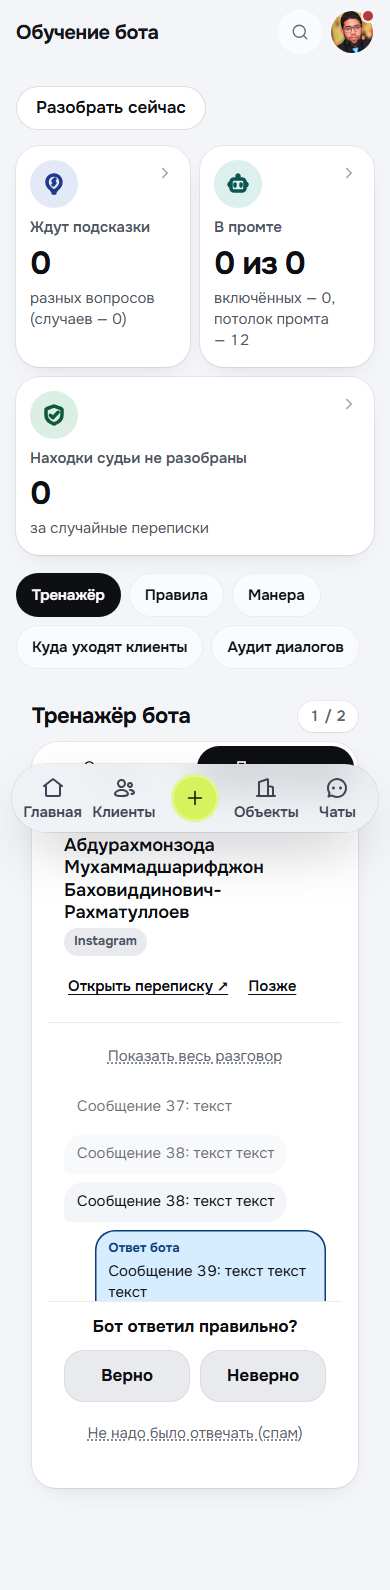 Обучение бота
Разобрать сейчас
Ждут подсказки
0
разных вопросов
(случаев — 0)
В промте
0 из 0
включённых — 0,
потолок промта
— 12
Находки судьи не разобраны
0
за случайные переписки
Тренажёр
Правила
Манера
Куда уходят клиенты
Аудит диалогов
Тренажёр бота
1 / 2
Главная
Клиенты
+
Объекты
Чаты
Абдурахмонзода
Мухаммадшарифджон
Баховиддинович-
Рахматуллоев
Instagram
Открыть переписку ↗
Позже
Показать весь разговор
Сообщение 37: текст
Сообщение 38: текст текст
Сообщение 38: текст текст
Ответ бота
Сообщение 39: текст текст
текст
Бот ответил правильно?
Верно
Неверно
Не надо было отвечать (спам)